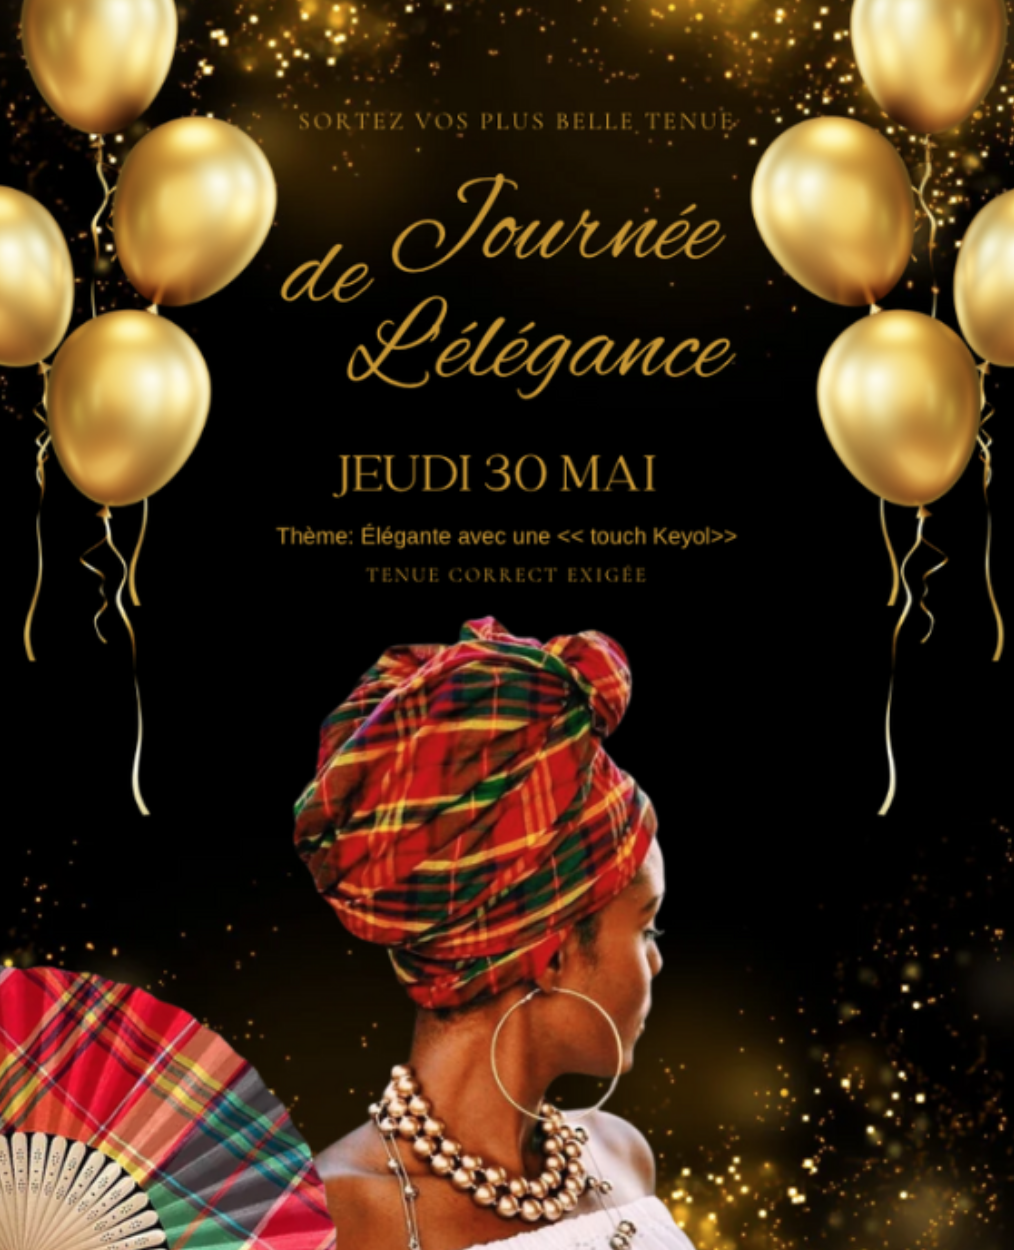 SORTEZ VOS PLUS BELLE TENUE
Journée
de
L'élégance
JEUDI 30 MAI
Thème: Élégante avec une << touch Keyol>>
TENUE CORRECT EXIGÉE